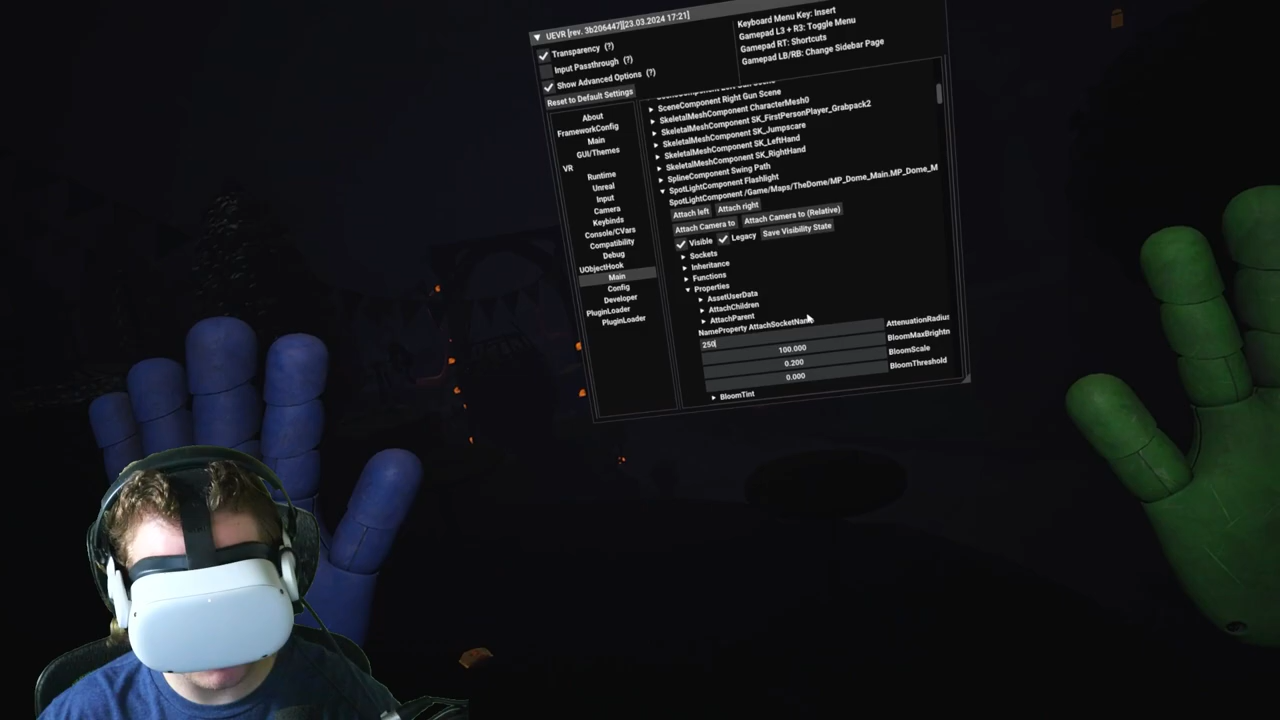 UEVR [rev. 3b206447][23.03.2024 17:21]
Transparency (?)
Input Passthrough (?)
Show Advanced Options (?)
Reset to Default Settings
Keyboard Menu Key: Insert
Gamepad L3 + R3: Toggle Menu
Gamepad RT: Shortcuts
Gamepad LB/RB: Change Sidebar Page
About
FrameworkConfig
Main
GUI/Themes
VR
Runtime
Unreal
Input
Camera
Keybinds
Console/CVars
Compatibility
Debug
UObjectHook
Main
Config
Developer
PluginLoader
PluginLoader
SceneComponent Right Gun Scene
SkeletalMeshComponent CharacterMesh0
SkeletalMeshComponent SK_FirstPersonPlayer_Grabpack2
SkeletalMeshComponent SK_Jumpscare
SkeletalMeshComponent SK_LeftHand
SkeletalMeshComponent SK_RightHand
SplineComponent Swing Path
SpotLightComponent Flashlight
SpotLightComponent /Game/Maps/TheDome/MP_Dome_Main.MP_Dome_M
Attach left Attach right
Attach Camera to Attach Camera to (Relative)
Visible Legacy Save Visibility State
Sockets
Inheritance
Functions
Properties
AssetUserData
AttachChildren
AttachParent
NameProperty AttachSocketName
250 AttenuationRadius
100.000 BloomMaxBrightn
0.200 BloomScale
0.000 BloomThreshold
BloomTint